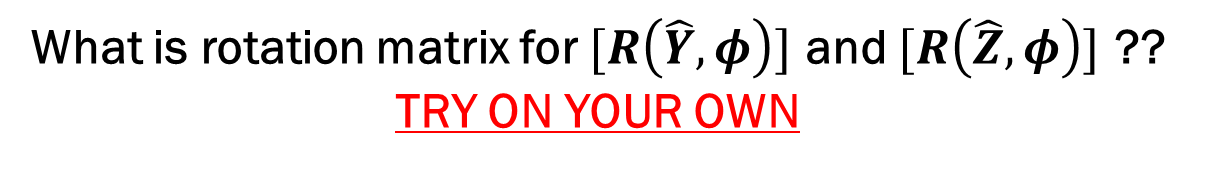 What is rotation matrix for [R(Ŷ, ϕ)] and [R(Ẑ, ϕ)] ??
TRY ON YOUR OWN